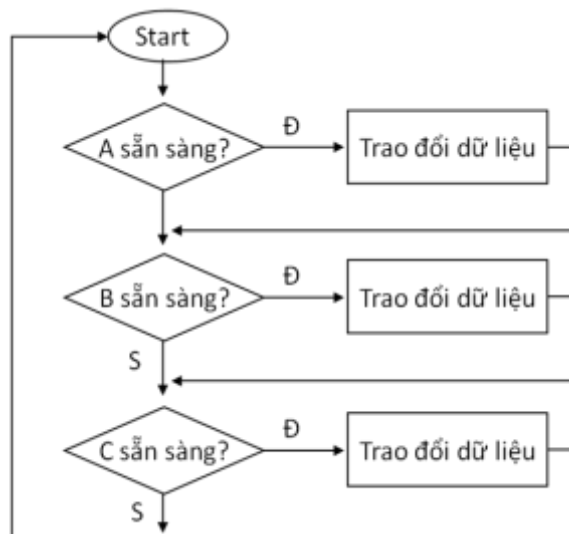 Start
A sẵn sàng?
Đ
Trao đổi dữ liệu
B sẵn sàng?
Đ
Trao đổi dữ liệu
S
C sẵn sàng?
Đ
Trao đổi dữ liệu
S